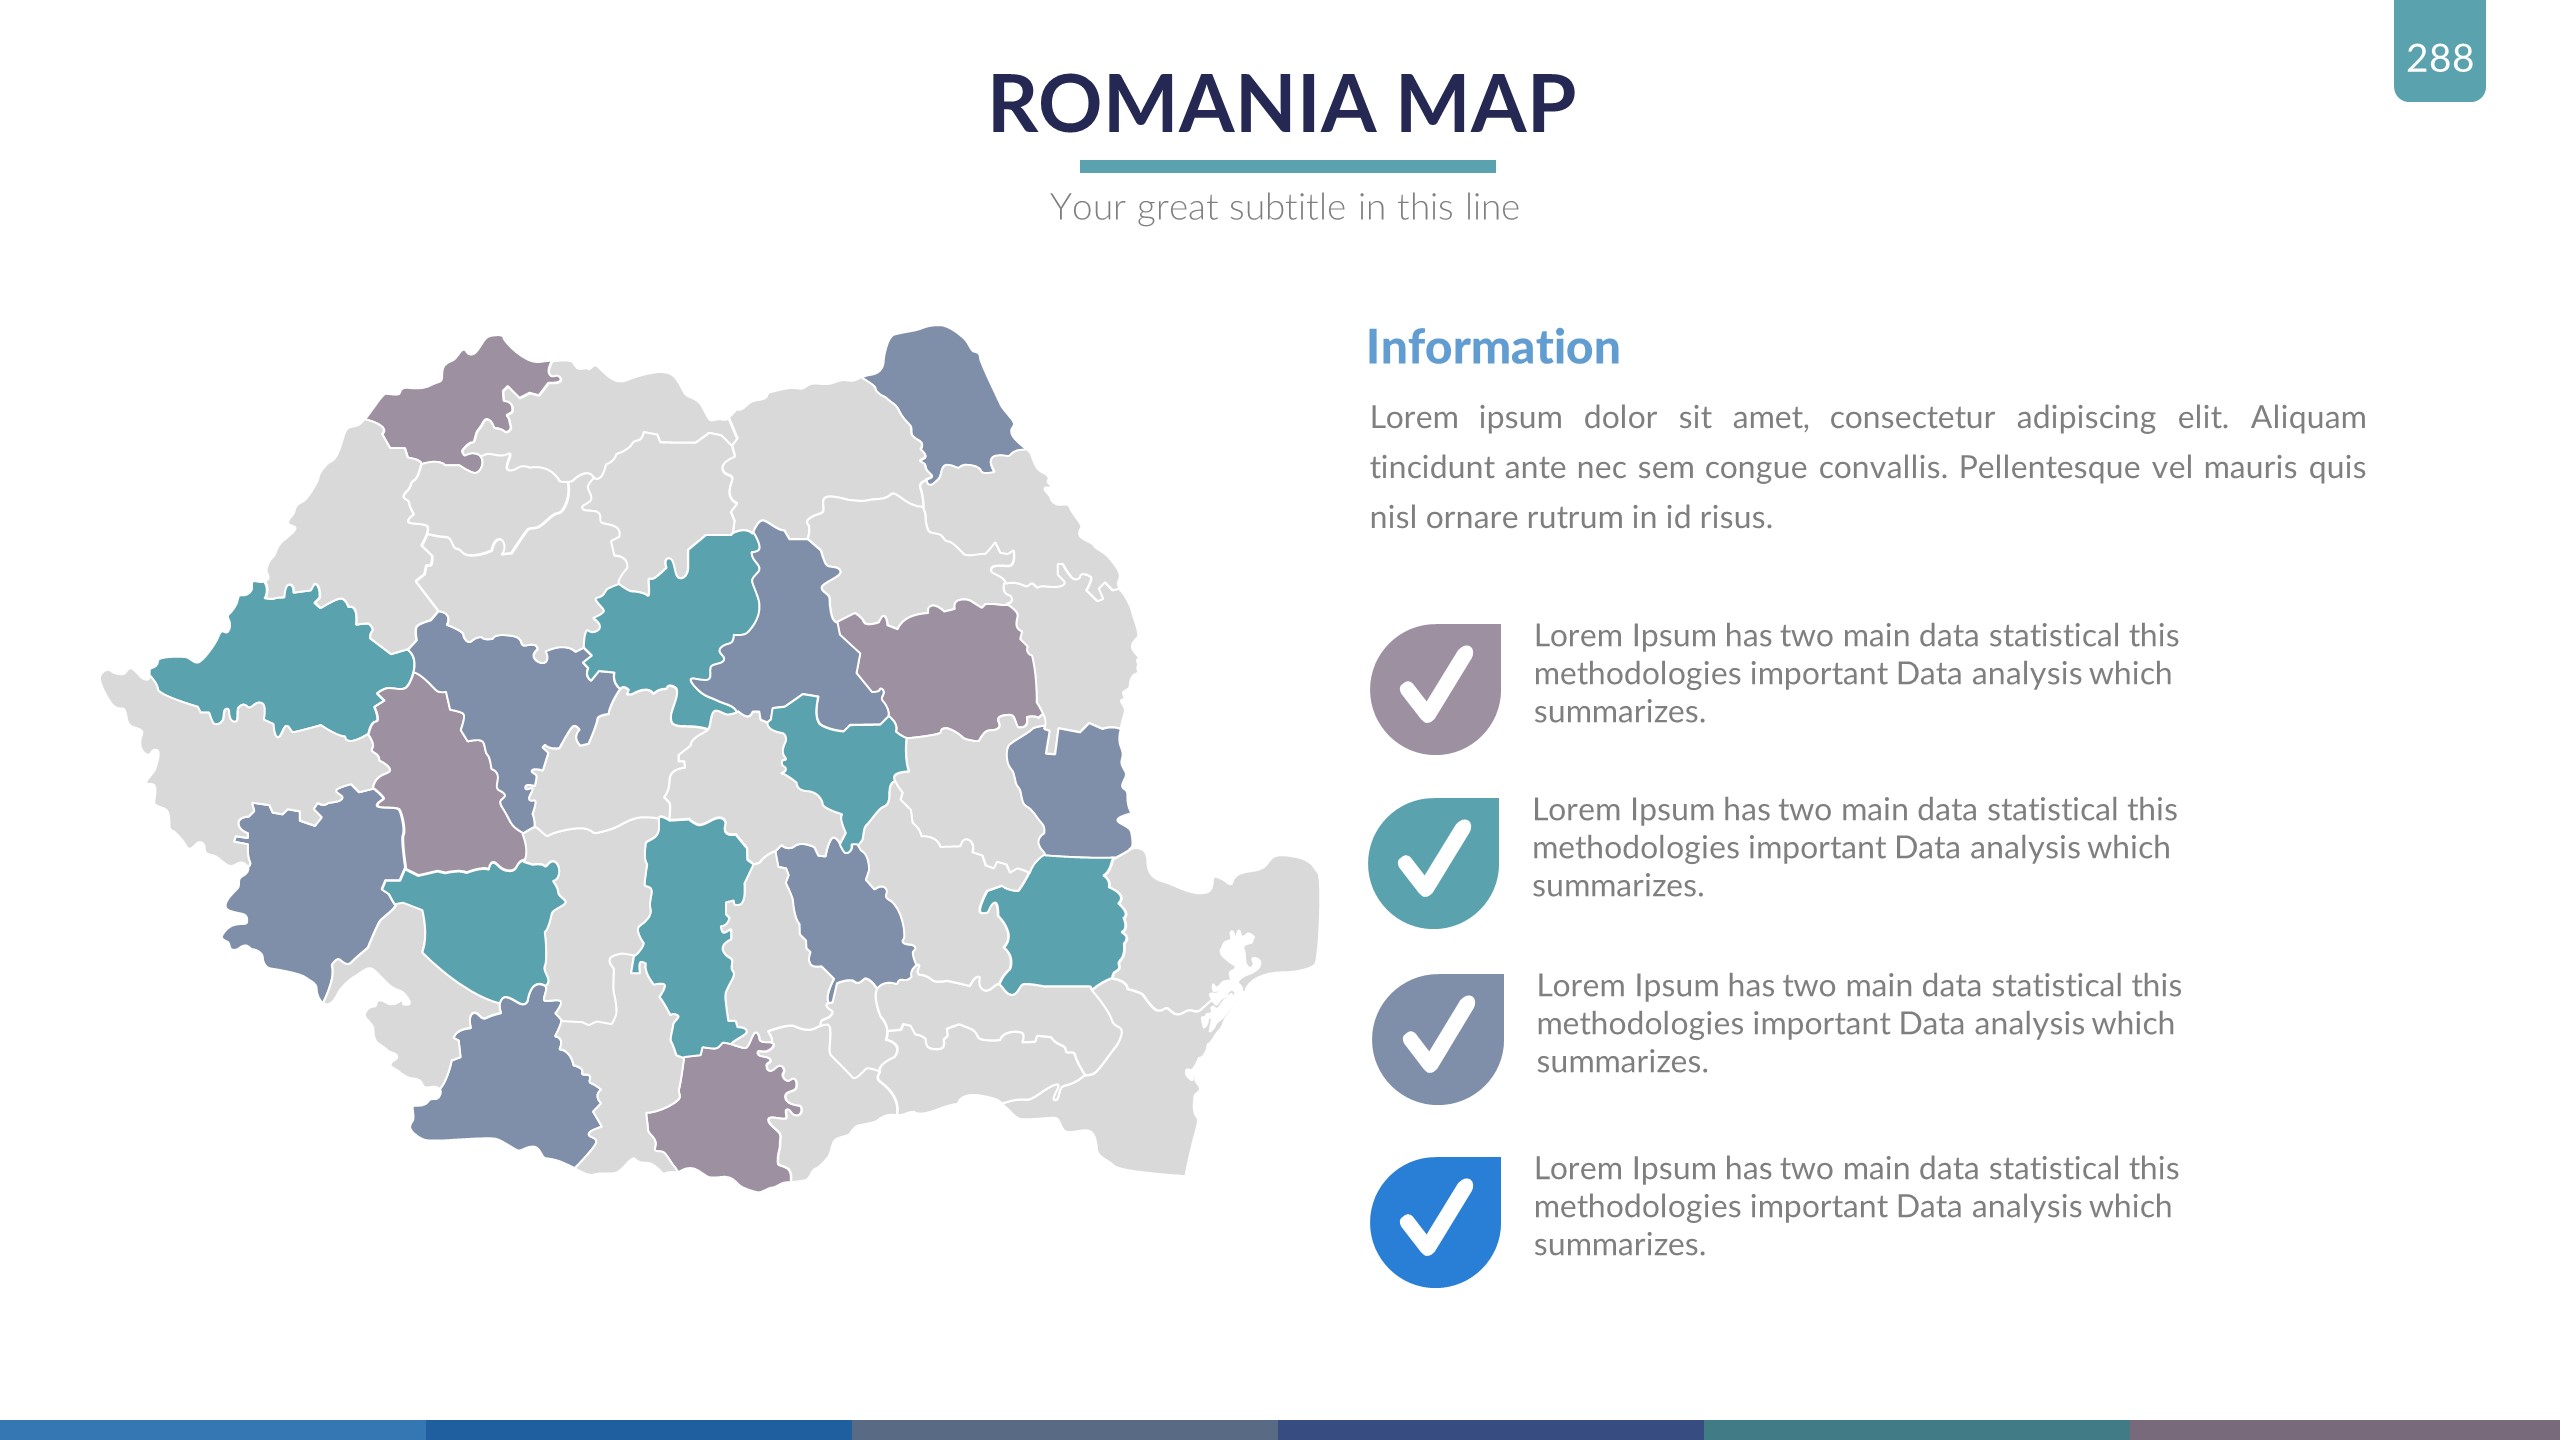 288
ROMANIA MAP
Your great subtitle in this line
Information
Lorem ipsum dolor sit amet, consectetur adipiscing elit. Aliquam
tincidunt ante nec sem congue convallis. Pellentesque vel mauris quis
nisl ornare rutrum in id risus.
Lorem Ipsum has two main data statistical this
methodologies important Data analysis which
summarizes.
Lorem Ipsum has two main data statistical this
methodologies important Data analysis which
summarizes.
Lorem Ipsum has two main data statistical this
methodologies important Data analysis which
summarizes.
Lorem Ipsum has two main data statistical this
methodologies important Data analysis which
summarizes.